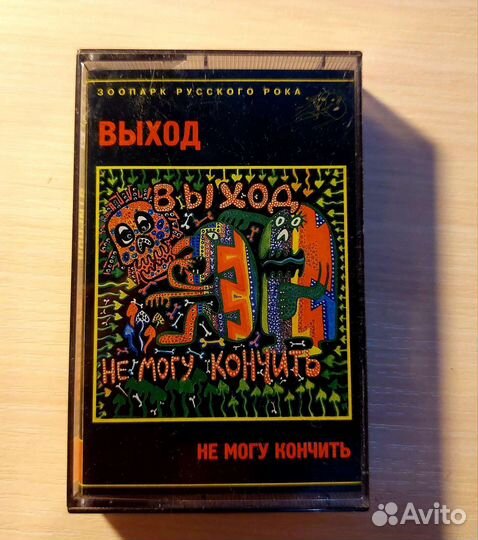 ЗООПАРК РУССКОГО РОКА
ВЫХОД
ВЫХОД
НЕ МОГУ КОНЧИТЬ
НЕ МОГУ КОНЧИТЬ
Avito